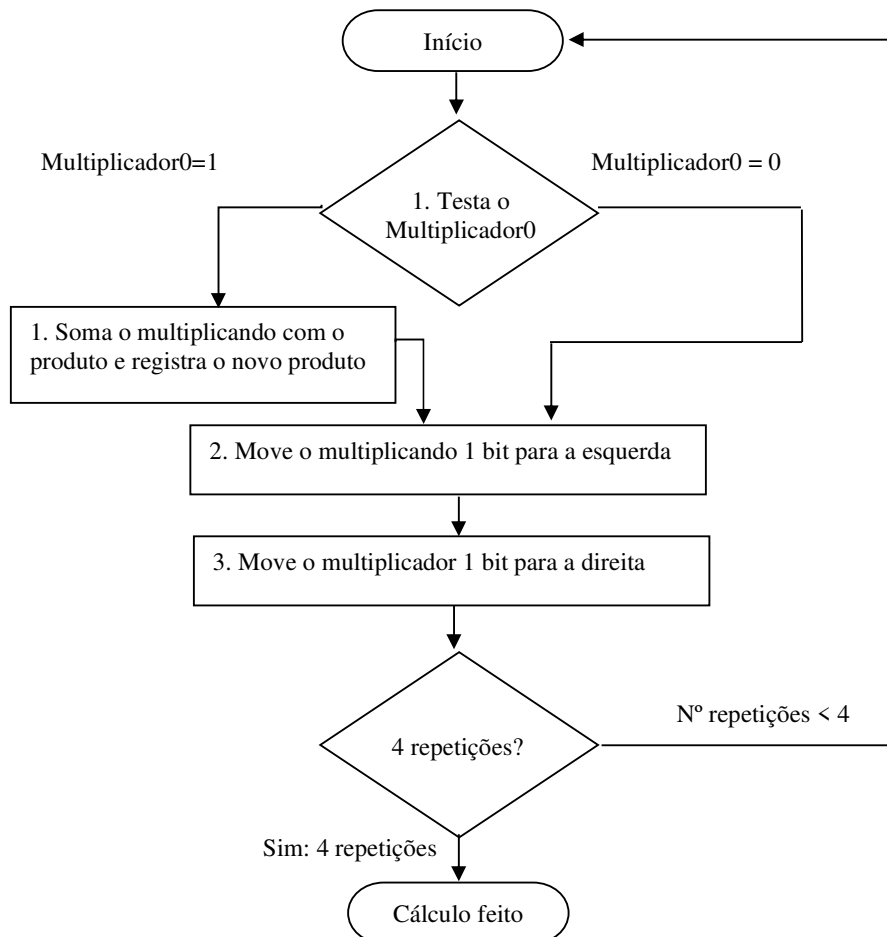 Início
Multiplicador0=1
Multiplicador0 = 0
1. Testa o
Multiplicador0
1. Soma o multiplicando com o
produto e registra o novo produto
2. Move o multiplicando 1 bit para a esquerda
3. Move o multiplicador 1 bit para a direita
Nº repetições < 4
4 repetições?
Sim: 4 repetições
Cálculo feito